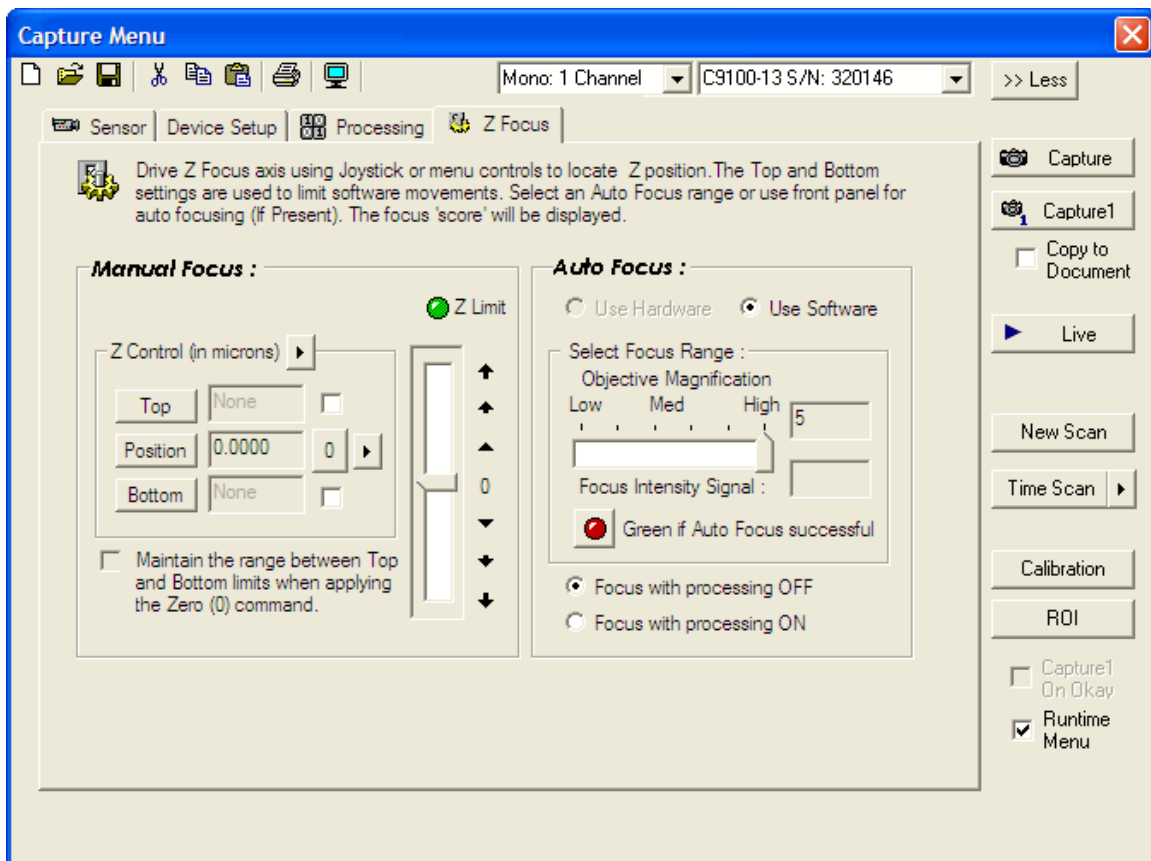 Capture Menu
Mono: 1 Channel
C9100-13 S/N: 320146
>> Less
Sensor
Device Setup
Processing
Z Focus
Drive Z Focus axis using Joystick or menu controls to locate Z position.The Top and Bottom
settings are used to limit software movements. Select an Auto Focus range or use front panel for
auto focusing (If Present). The focus 'score' will be displayed.
Manual Focus :
Z Limit
Z Control (in microns)
Top
None
Position
0.0000
0
Bottom
None
0
Maintain the range between Top
and Bottom limits when applying
the Zero (0) command.
Auto Focus :
Use Hardware
Use Software
Select Focus Range :
Objective Magnification
Low Med High
5
Focus Intensity Signal :
Green if Auto Focus successful
Focus with processing OFF
Focus with processing ON
Capture
1
Capture1
Copy to
Document
Live
New Scan
Time Scan
Calibration
ROI
Capture1
On Okay
Runtime
Menu